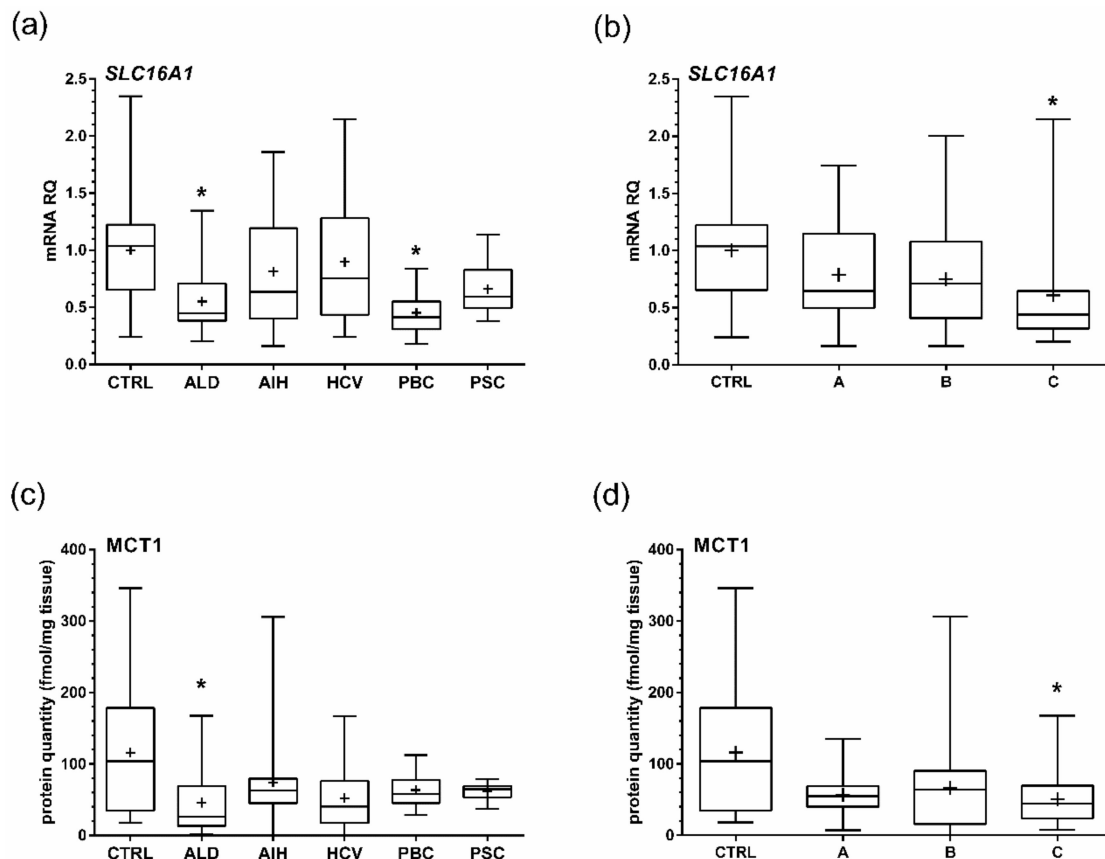 (a)
SLC16A1
mRNA RQ
2.5
2.0
1.5
1.0
0.5
0.0
*
*
CTRL ALD AIH HCV PBC PSC
(b)
SLC16A1
mRNA RQ
2.5
2.0
1.5
1.0
0.5
0.0
*
CTRL A B C
(c)
MCT1
protein quantity (fmol/mg tissue)
400
300
200
100
0
*
CTRL ALD AIH HCV PBC PSC
(d)
MCT1
protein quantity (fmol/mg tissue)
400
300
200
100
0
*
CTRL A B C